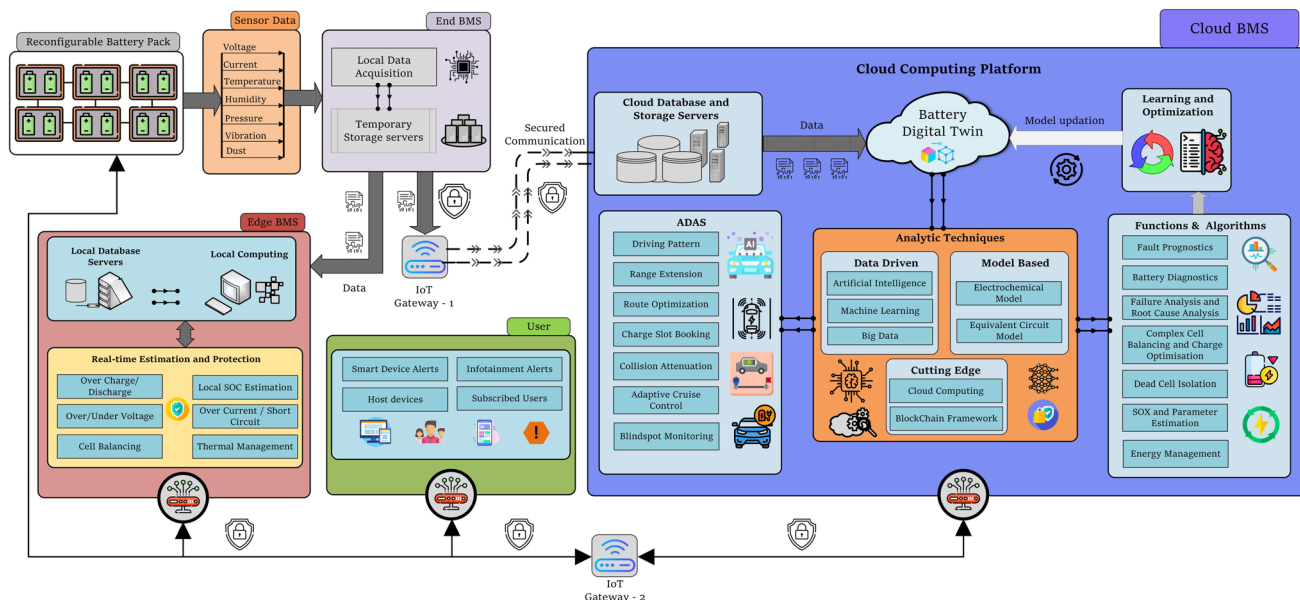 Reconfigurable Battery Pack
Sensor Data
Voltage
Current
Temperature
Humidity
Pressure
Vibration
Dust
End BMS
Local Data
Acquisition
Temporary
Storage servers
Secured
Communication
Data
IoT
Gateway - 1
Edge BMS
Local Database
Servers
Local Computing
Real-time Estimation and Protection
Over Charge/
Discharge
Local SOC Estimation
Over/Under Voltage
Over Current / Short
Circuit
Cell Balancing
Thermal Management
User
Smart Device Alerts
Infotainment Alerts
Host devices
Subscribed Users
Cloud BMS
Cloud Computing Platform
Cloud Database and
Storage Servers
Data
Battery
Digital Twin
Model updation
Learning and
Optimization
ADAS
Driving Pattern
Range Extension
Route Optimization
Charge Slot Booking
Collision Attenuation
Adaptive Cruise
Control
Blindspot Monitoring
AI
Analytic Techniques
Data Driven
Artificial Intelligence
Machine Learning
Big Data
Model Based
Electrochemical
Model
Equivalent Circuit
Model
Cutting Edge
Cloud Computing
BlockChain Framework
Functions & Algorithms
Fault Prognostics
Battery Diagnostics
Failure Analysis and
Root Cause Analysis
Complex Cell
Balancing and Charge
Optimisation
Dead Cell Isolation
SOX and Parameter
Estimation
Energy Management
IoT
Gateway - 2